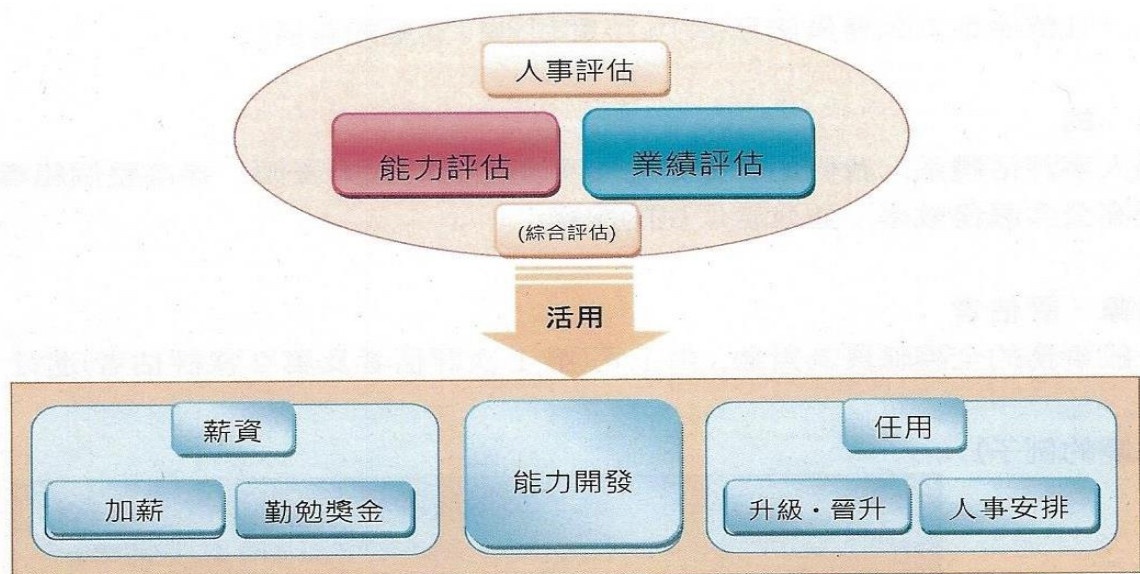 人事評估
能力評估
業績評估
(綜合評估)
活用
薪資
加薪
勤勉獎金
能力開發
任用
升級・晉升
人事安排